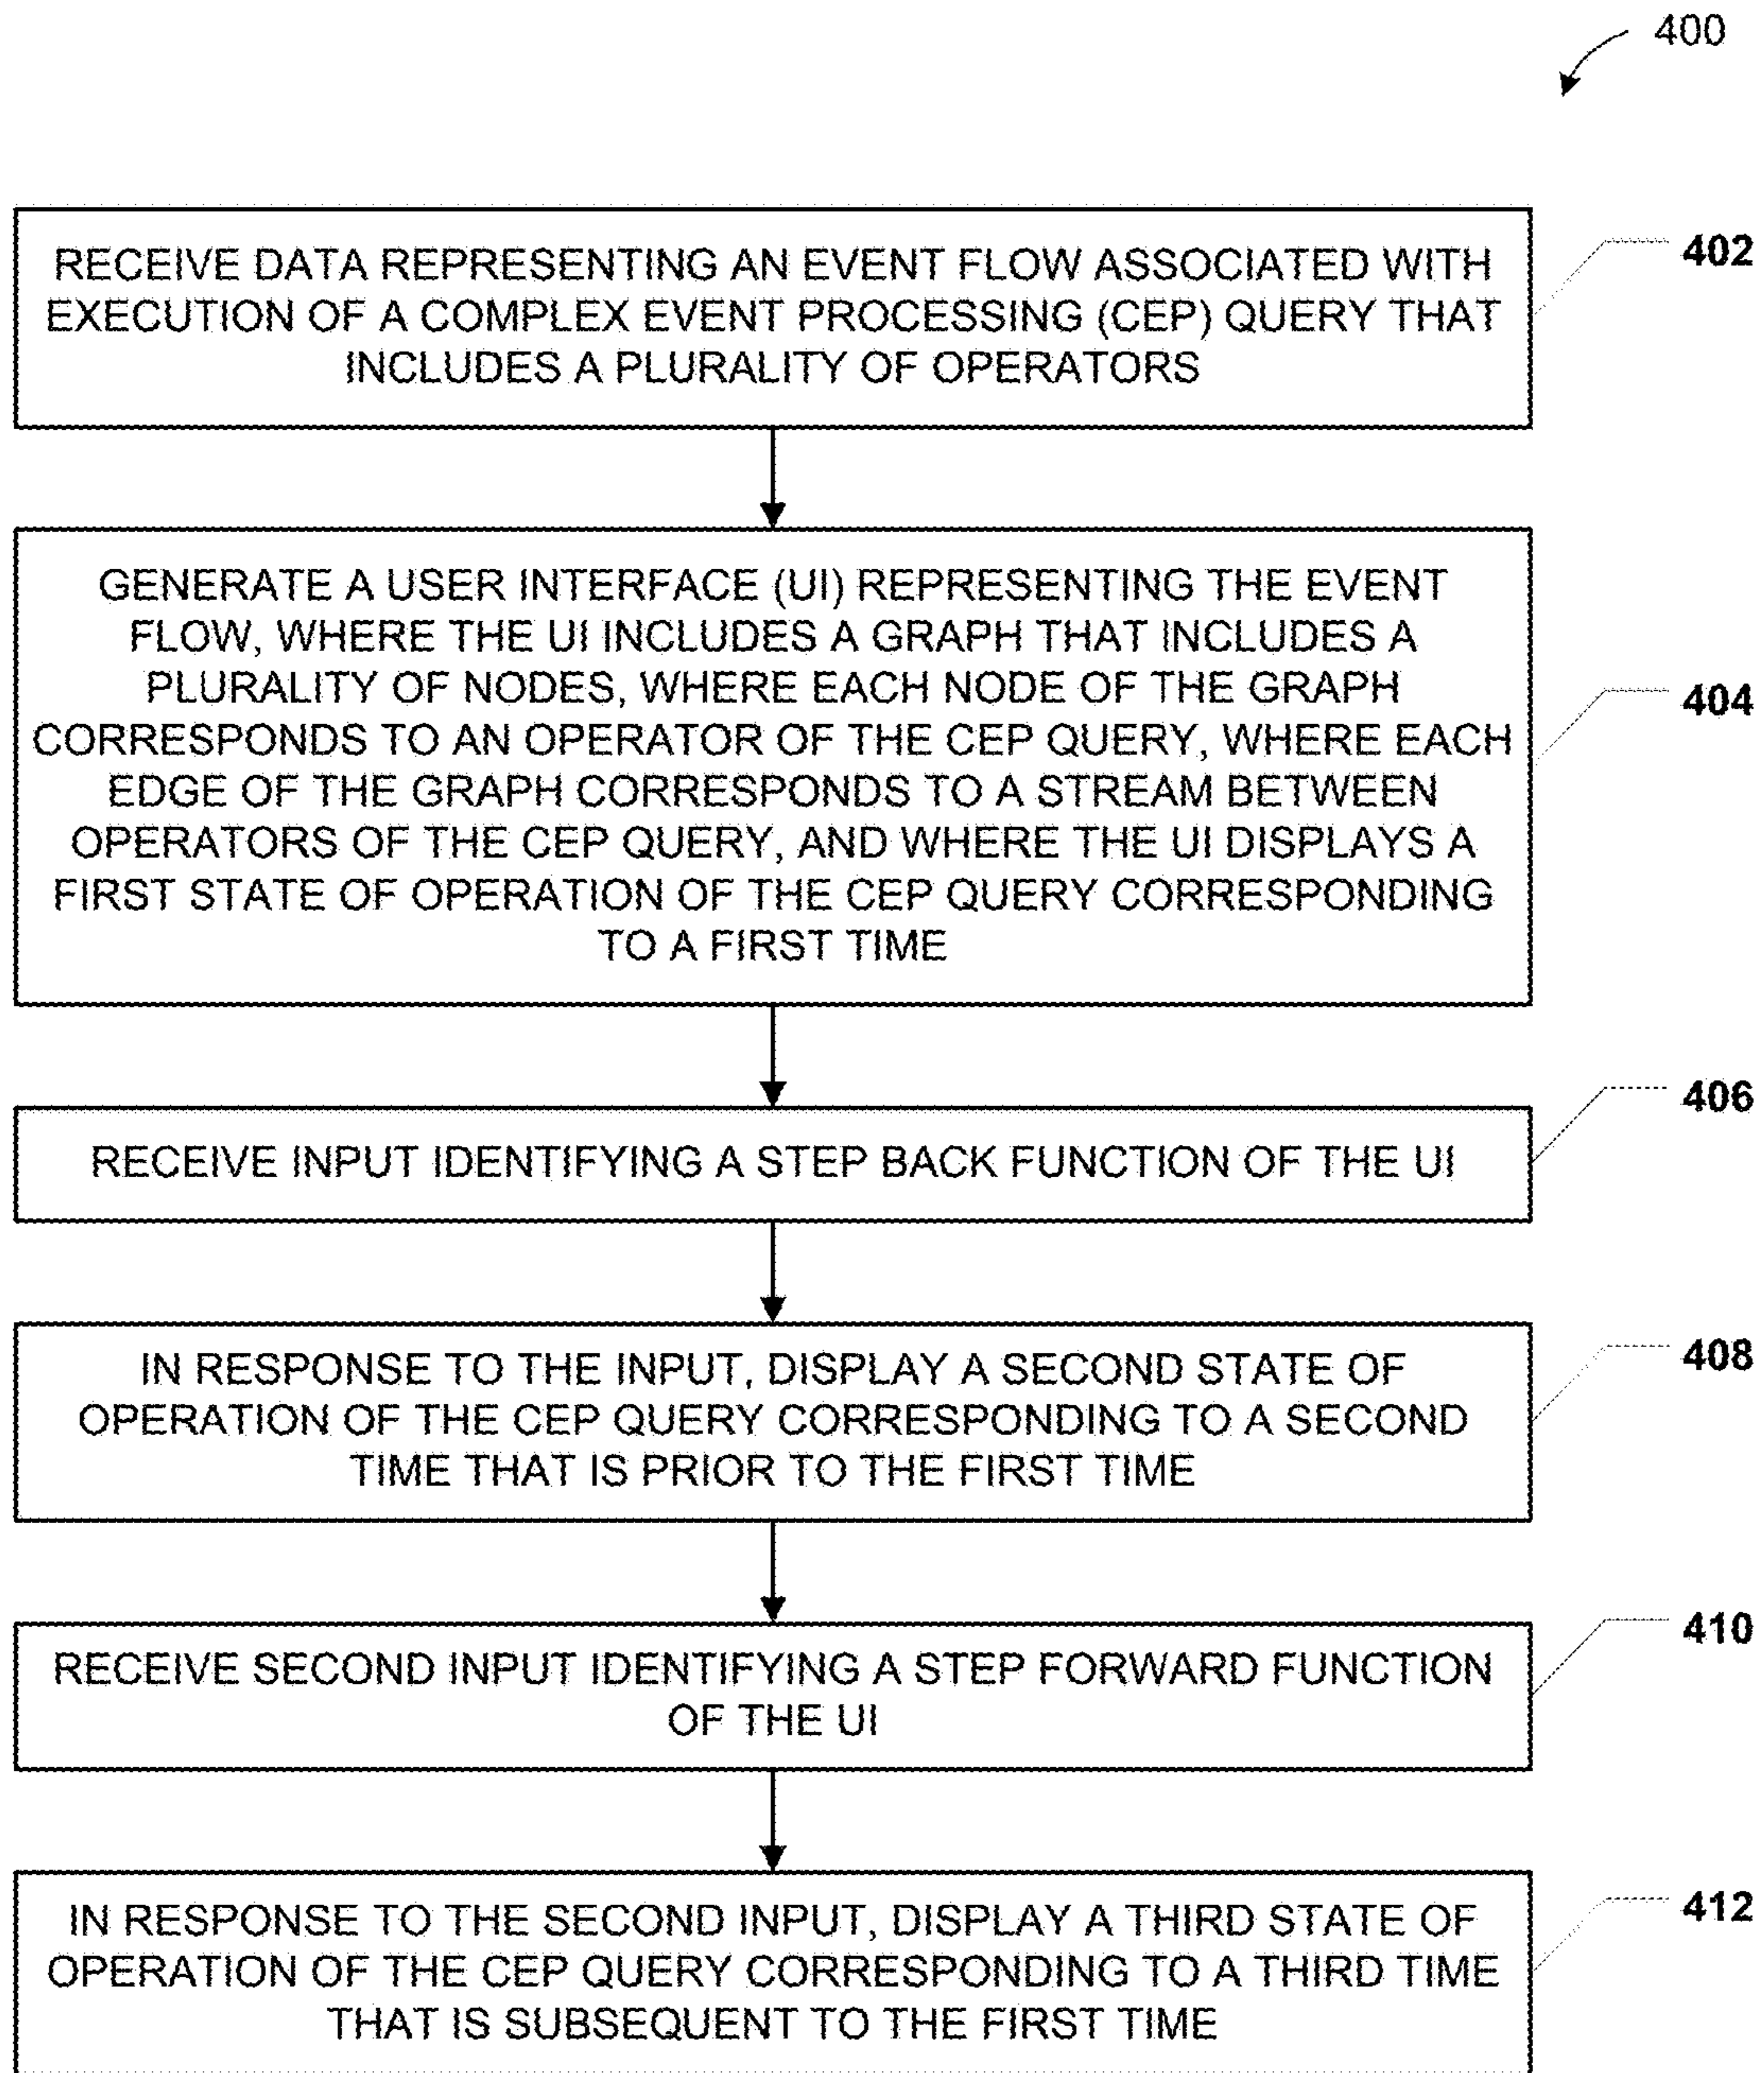 400
RECEIVE DATA REPRESENTING AN EVENT FLOW ASSOCIATED WITH
EXECUTION OF A COMPLEX EVENT PROCESSING (CEP) QUERY THAT
INCLUDES A PLURALITY OF OPERATORS
402
GENERATE A USER INTERFACE (UI) REPRESENTING THE EVENT
FLOW, WHERE THE UI INCLUDES A GRAPH THAT INCLUDES A
PLURALITY OF NODES, WHERE EACH NODE OF THE GRAPH
CORRESPONDS TO AN OPERATOR OF THE CEP QUERY, WHERE EACH
EDGE OF THE GRAPH CORRESPONDS TO A STREAM BETWEEN
OPERATORS OF THE CEP QUERY, AND WHERE THE UI DISPLAYS A
FIRST STATE OF OPERATION OF THE CEP QUERY CORRESPONDING
TO A FIRST TIME
404
RECEIVE INPUT IDENTIFYING A STEP BACK FUNCTION OF THE UI
406
IN RESPONSE TO THE INPUT, DISPLAY A SECOND STATE OF
OPERATION OF THE CEP QUERY CORRESPONDING TO A SECOND
TIME THAT IS PRIOR TO THE FIRST TIME
408
RECEIVE SECOND INPUT IDENTIFYING A STEP FORWARD FUNCTION
OF THE UI
410
IN RESPONSE TO THE SECOND INPUT, DISPLAY A THIRD STATE OF
OPERATION OF THE CEP QUERY CORRESPONDING TO A THIRD TIME
THAT IS SUBSEQUENT TO THE FIRST TIME
412